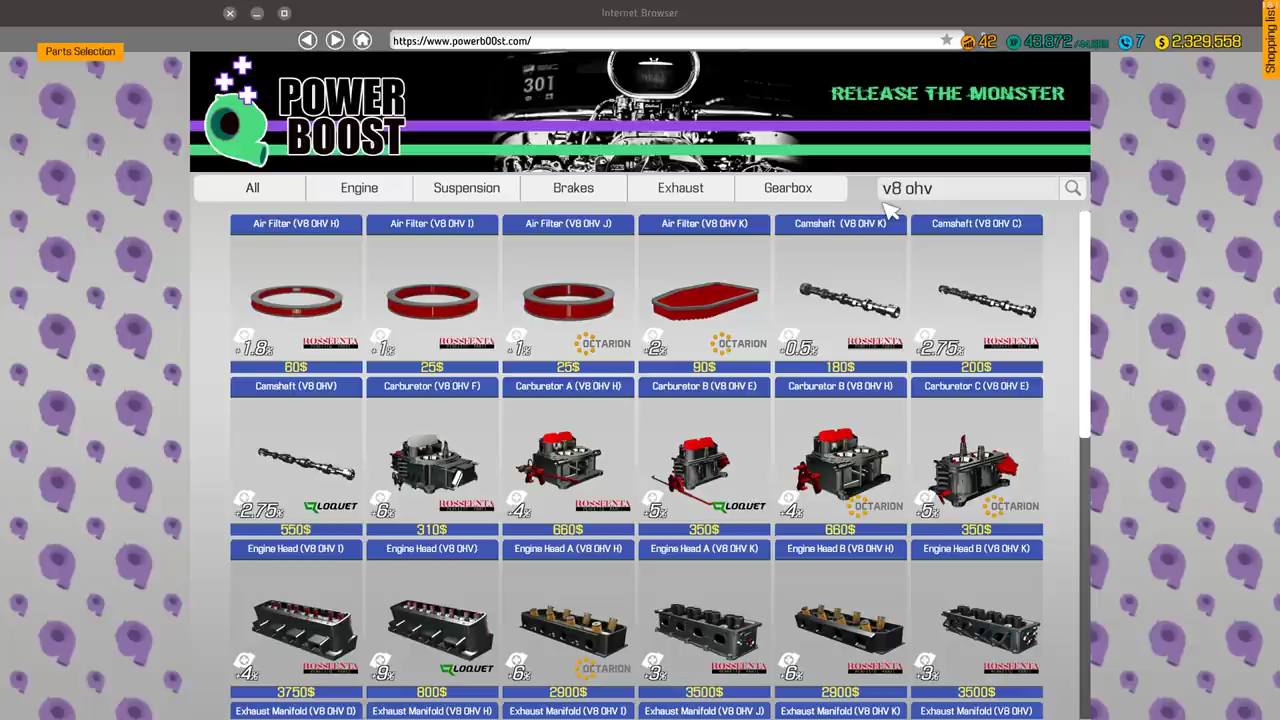 Internet Browser
Parts Selection
https://www.powerb00st.com/
42
43,872
7
2,329,558
Shopping list
POWER BOOST
301
RELEASE THE MONSTER
All Engine Suspension Brakes Exhaust Gearbox v8 ohv
Air Filter (V8 OHV H) Air Filter (V8 OHV I) Air Filter (V8 OHV J) Air Filter (V8 OHV K) Camshaft (V8 OHV K) Camshaft (V8 OHV C)
+1.8% ROSSFENTA +1% ROSSFENTA +1% OCTARION +2% OCTARION +0.5% ROSSFENTA +2.75% ROSSFENTA
60$ 25$ 25$ 90$ 180$ 200$
Camshaft (V8 OHV) Carburetor (V8 OHV F) Carburetor A (V8 OHV H) Carburetor B (V8 OHV E) Carburetor B (V8 OHV H) Carburetor C (V8 OHV E)
+2.75% LOQUET +6% ROSSFENTA +4% ROSSFENTA +5% LOQUET +4% OCTARION +5% OCTARION
550$ 310$ 660$ 350$ 660$ 350$
Engine Head (V8 OHV I) Engine Head (V8 OHV) Engine Head A (V8 OHV H) Engine Head A (V8 OHV K) Engine Head B (V8 OHV H) Engine Head B (V8 OHV K)
+4% ROSSFENTA +9% LOQUET +6% OCTARION +3% ROSSFENTA +6% ROSSFENTA +3% ROSSFENTA
3750$ 800$ 2900$ 3500$ 2900$ 3500$
Exhaust Manifold (V8 OHV D) Exhaust Manifold (V8 OHV H) Exhaust Manifold (V8 OHV I) Exhaust Manifold (V8 OHV J) Exhaust Manifold (V8 OHV K) Exhaust Manifold (V8 OHV)